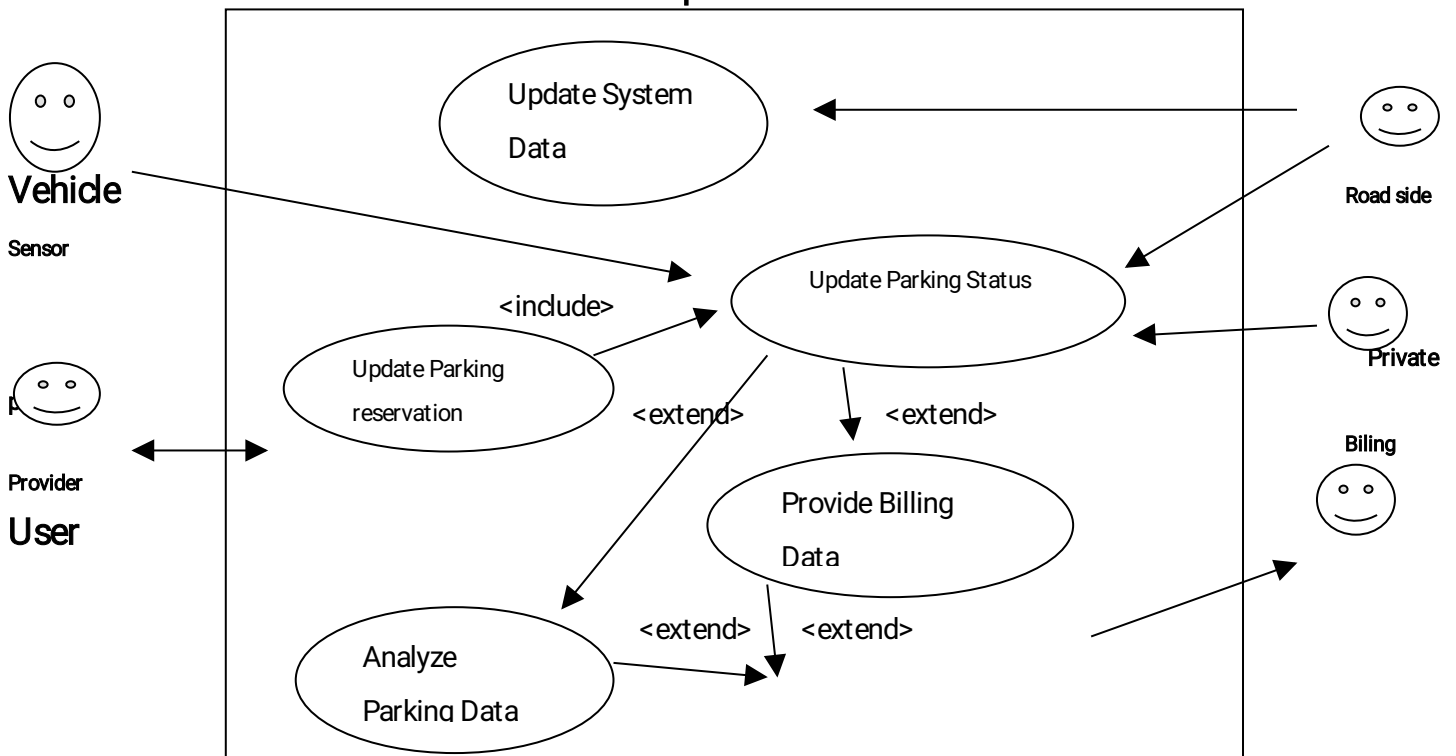 Update System
Data
Vehicle
Sensor
Road side
Update Parking Status
<include>
Private
Update Parking
reservation
<extend>
<extend>
Biling
Provider
User
Provide Billing
Data
<extend>
<extend>
Analyze
Parking Data